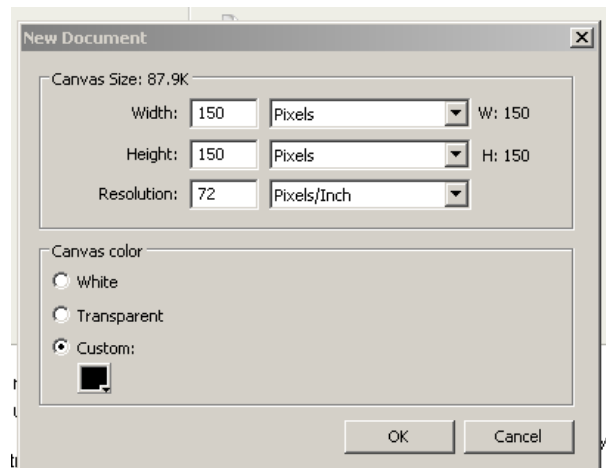 New Document
Canvas Size: 87.9K
Width: 150 Pixels W: 150
Height: 150 Pixels H: 150
Resolution: 72 Pixels/Inch
Canvas color
White
Transparent
Custom:
OK Cancel